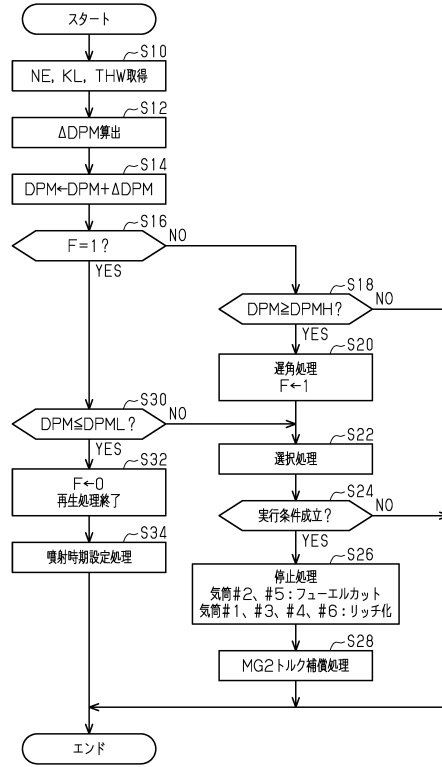 スタート
S10
NE, KL, THW取得
S12
ΔDPM算出
S14
DPM←DPM+ΔDPM
S16
F=1?
NO
YES
S18
DPM≧DPMH?
NO
YES
S20
遅角処理
F←1
S30
DPM≦DPML?
NO
YES
S22
選択処理
S32
F←0
再生処理終了
S24
実行条件成立?
NO
YES
S34
噴射時期設定処理
S26
停止処理
気筒#2、#5:フューエルカット
気筒#1、#3、#4、#6:リッチ化
S28
MG2トルク補償処理
エンド